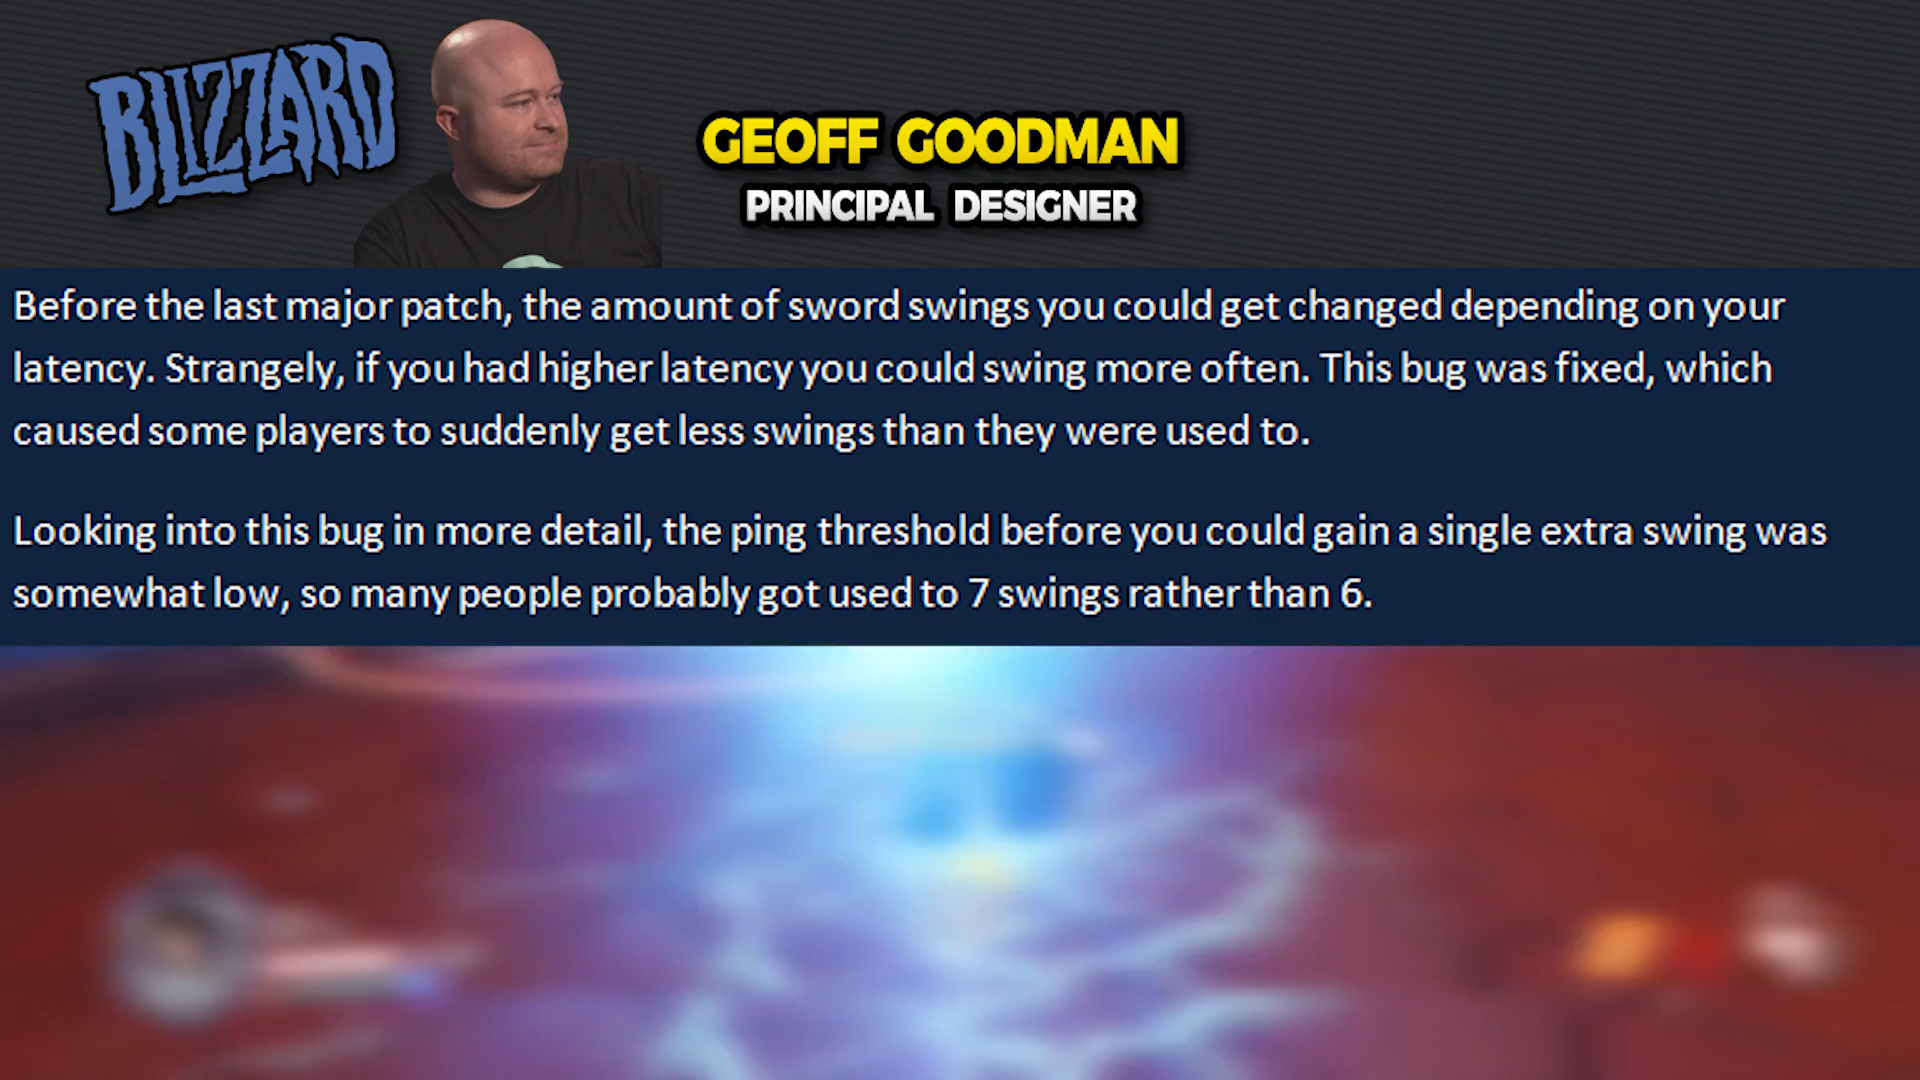 BLIZZARD
GEOFF GOODMAN
PRINCIPAL DESIGNER
Before the last major patch, the amount of sword swings you could get changed depending on your
latency. Strangely, if you had higher latency you could swing more often. This bug was fixed, which
caused some players to suddenly get less swings than they were used to.
Looking into this bug in more detail, the ping threshold before you could gain a single extra swing was
somewhat low, so many people probably got used to 7 swings rather than 6.